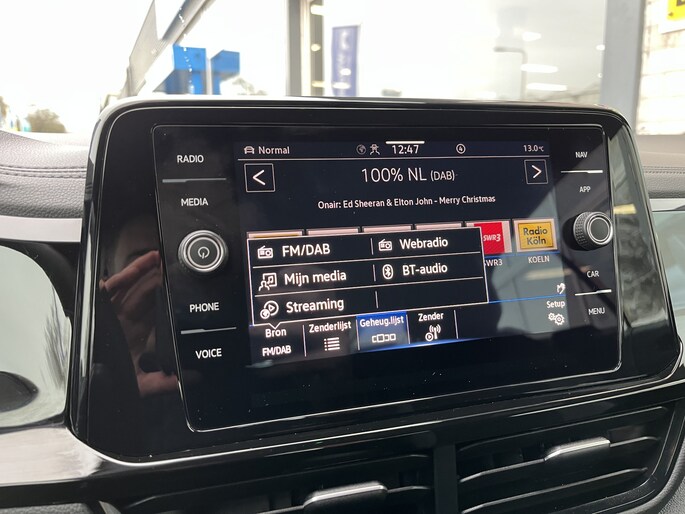 RADIO
MEDIA
PHONE
VOICE
Normal
12:47
13.0°C
100% NL (DAB)
Onair: Ed Sheeran & Elton John - Merry Christmas
FM/DAB
Webradio
Mijn media
BT-audio
Streaming
SWR3
Radio
Köln
WR3
KOELN
Bron
FM/DAB
Zenderlijst
Geheug.lijst
Zender
Setup
NAV
APP
CAR
MENU